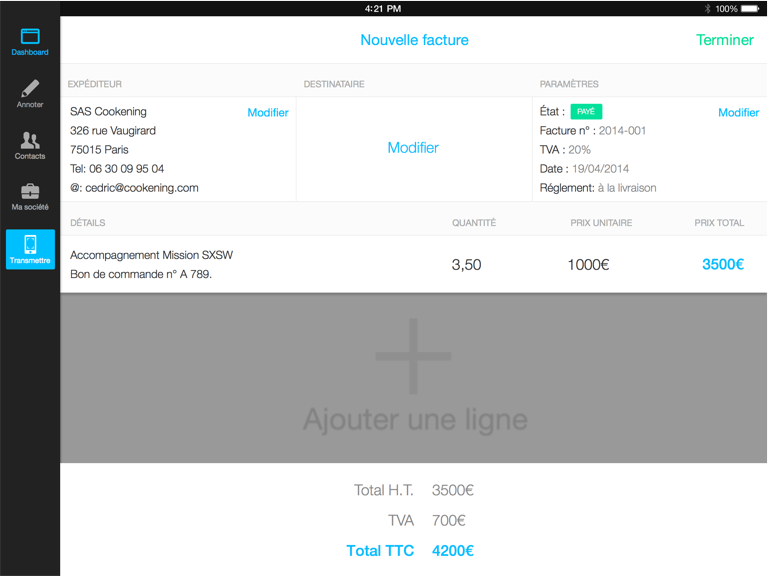 4:21 PM
100%
Dashboard
Annoter
Contacts
Ma société
Transmettre
Nouvelle facture
Terminer
EXPÉDITEUR
DESTINATAIRE
PARAMÈTRES
SAS Cookening
Modifier
326 rue Vaugirard
75015 Paris
Tel: 06 30 09 95 04
@: cedric@cookening.com
Modifier
État : PAYÉ
Modifier
Facture n° : 2014-001
TVA : 20%
Date : 19/04/2014
Réglement: à la livraison
DÉTAILS
QUANTITÉ
PRIX UNITAIRE
PRIX TOTAL
Accompagnement Mission SXSW
Bon de commande n° A 789.
3,50
1000€
3500€
Ajouter une ligne
Total H.T. 3500€
TVA 700€
Total TTC 4200€